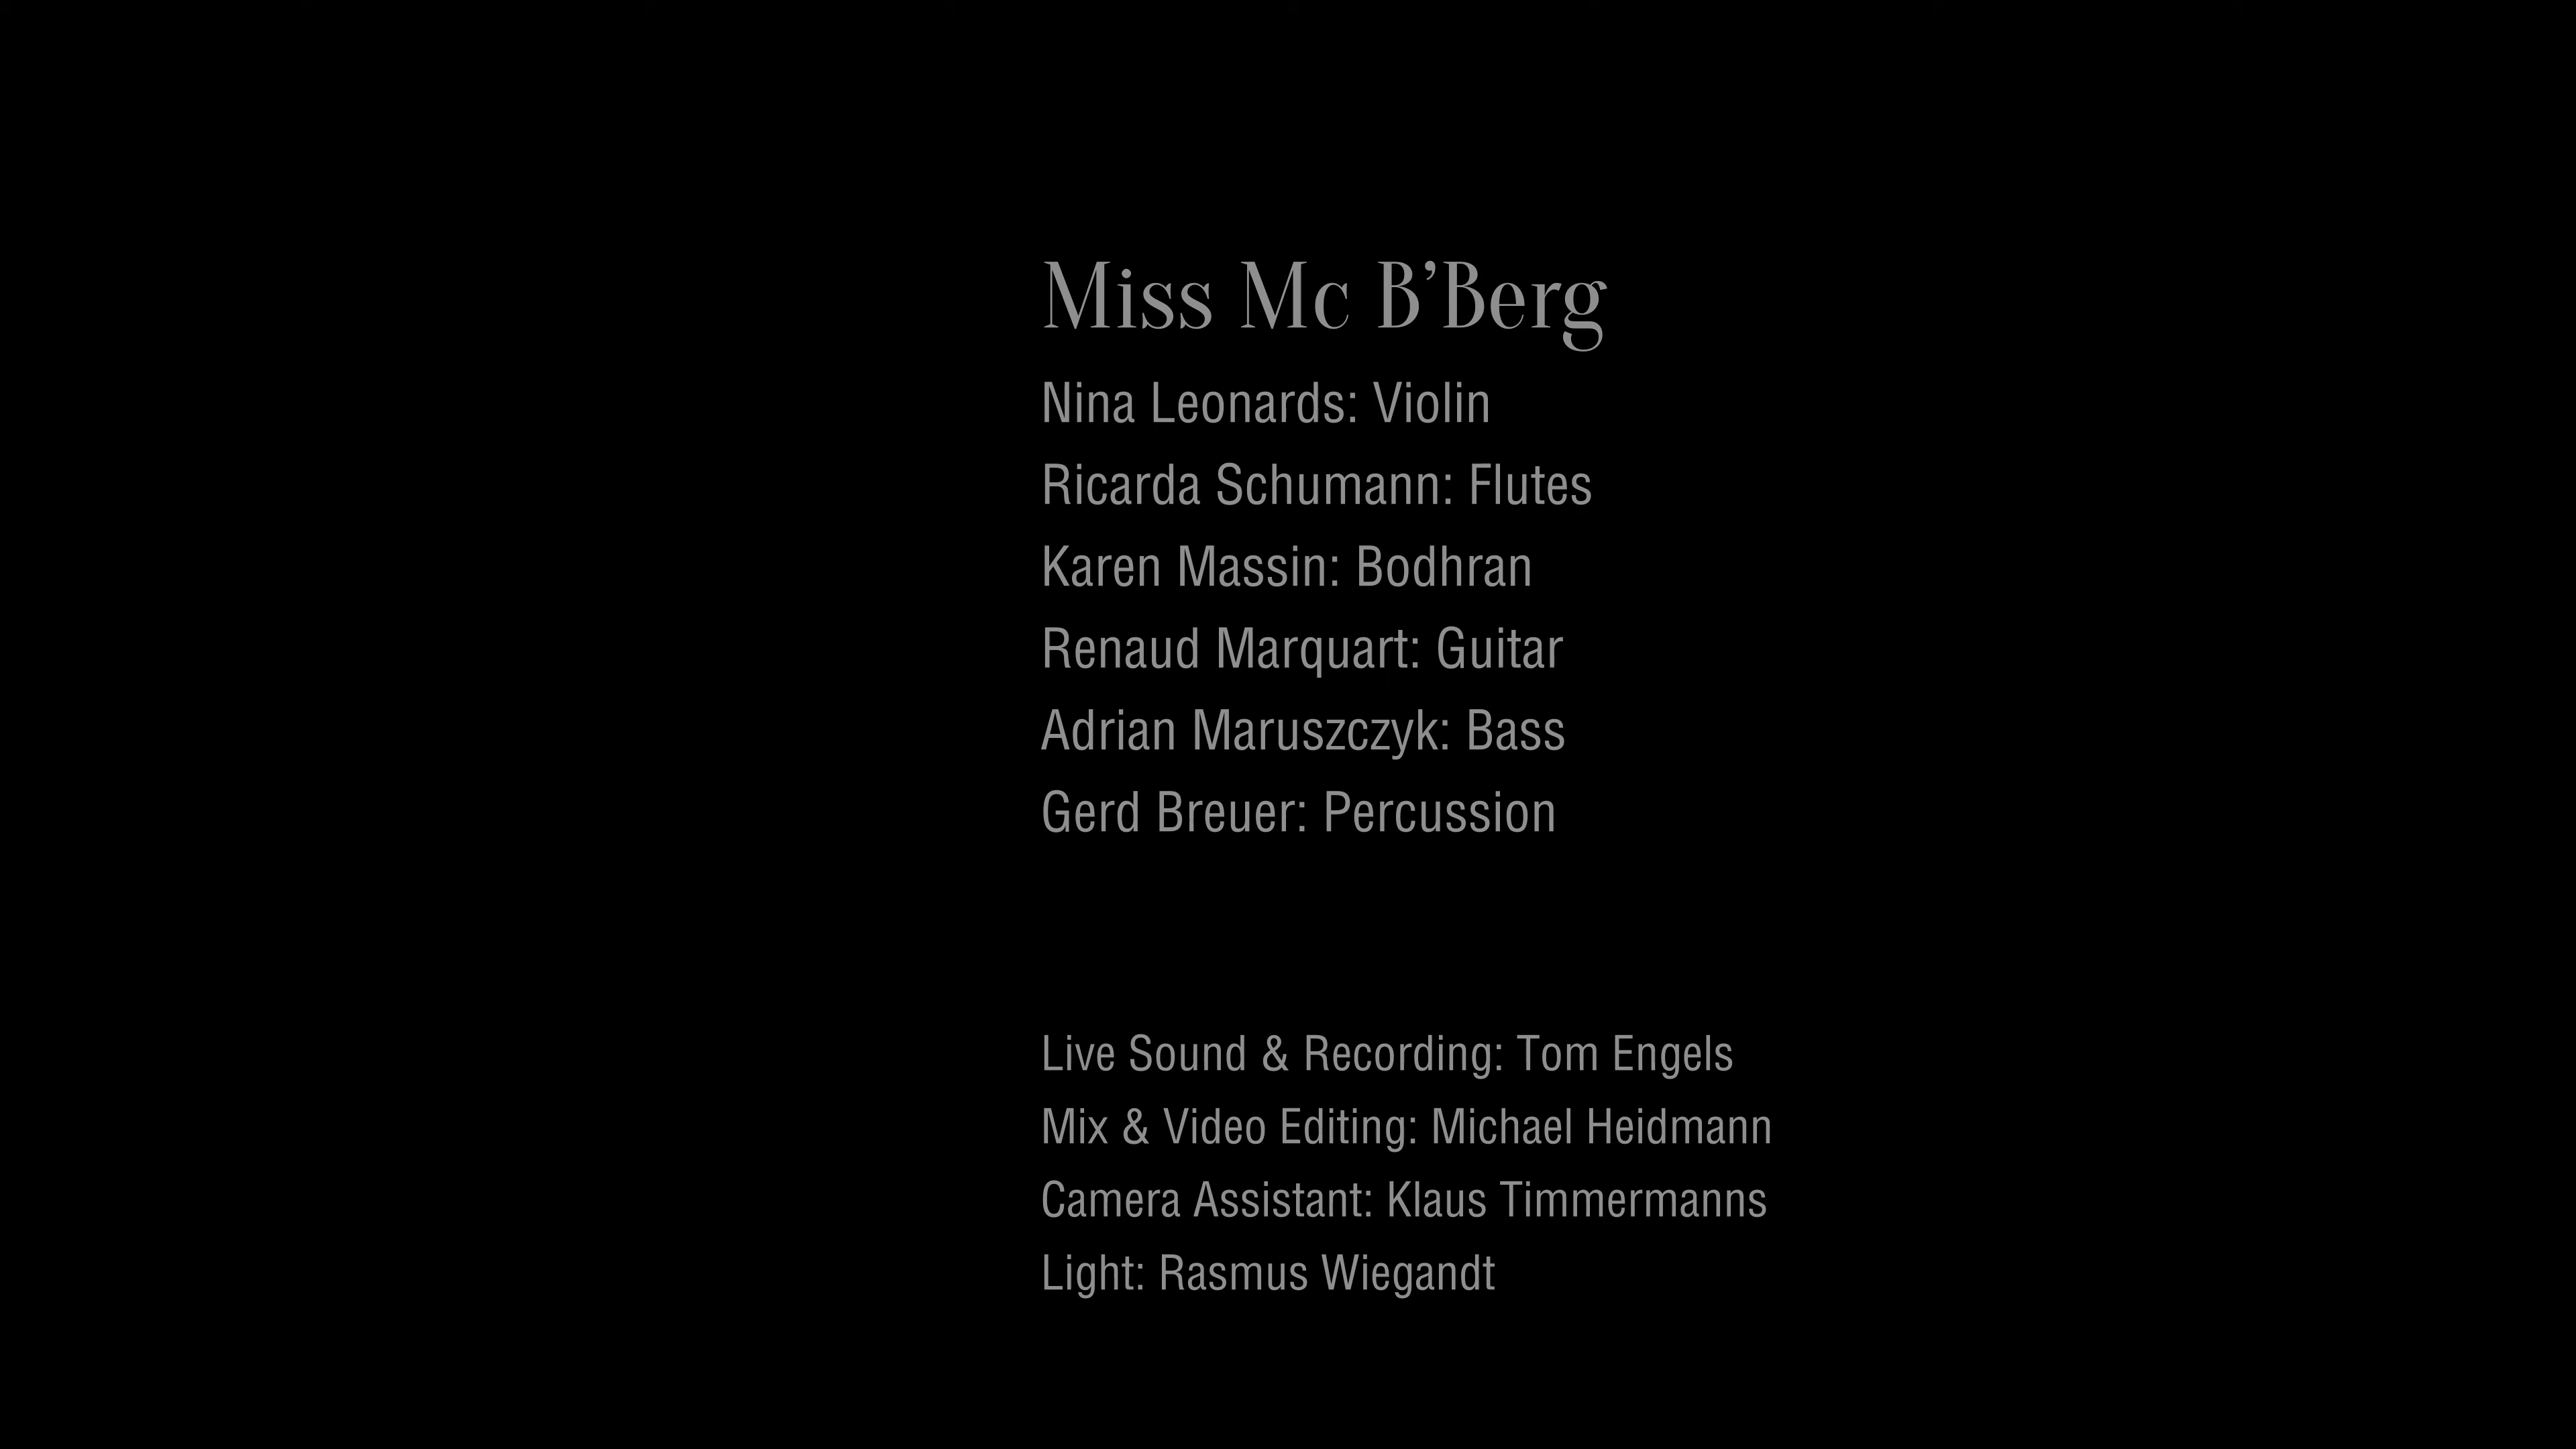 Miss Mc B’Berg
Nina Leonards: Violin
Ricarda Schumann: Flutes
Karen Massin: Bodhran
Renaud Marquart: Guitar
Adrian Maruszczyk: Bass
Gerd Breuer: Percussion
Live Sound & Recording: Tom Engels
Mix & Video Editing: Michael Heidmann
Camera Assistant: Klaus Timmermanns
Light: Rasmus Wiegandt